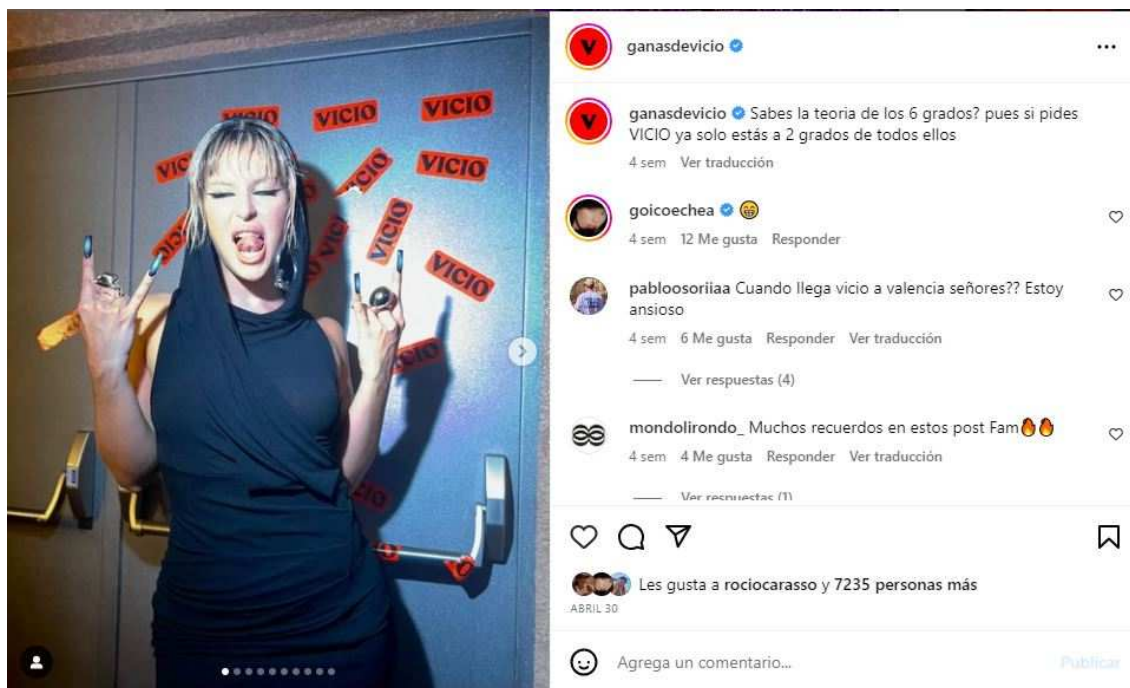 VICIO
VICIO
VICIO
VIC
VICIO
VICIO
VICIO
VICIO
VICIO
VICIO
V
ganasdevicio
ganasdevicio Sabes la teoria de los 6 grados? pues si pides
VICIO ya solo estás a 2 grados de todos ellos
4 sem Ver traducción
goicoechea 😁
4 sem 12 Me gusta Responder
pabloosoriiaa Cuando llega vicio a valencia señores?? Estoy
ansioso
4 sem 6 Me gusta Responder Ver traducción
Ver respuestas (4)
mondolirondo_ Muchos recuerdos en estos post Fam🔥🔥
4 sem 4 Me gusta Responder Ver traducción
Ver respuestas (1)
Les gusta a rociocarasso y 7235 personas más
ABRIL 30
Agrega un comentario...
Publicar